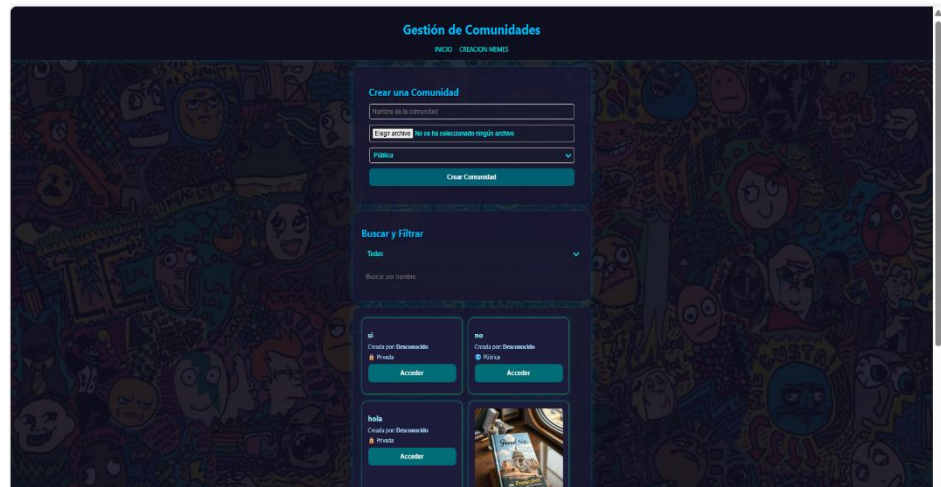 Gestión de Comunidades
INICIO CREACION MEMES
Crear una Comunidad
Nombre de la comunidad
Elegir archivo No se ha seleccionado ningún archivo
Pública
Crear Comunidad
Buscar y Filtrar
Todas
Buscar por nombre...
si
Creada por: Desconocido
Privada
Acceder
no
Creada por: Desconocido
Pública
Acceder
hola
Creada por: Desconocido
Privada
Acceder